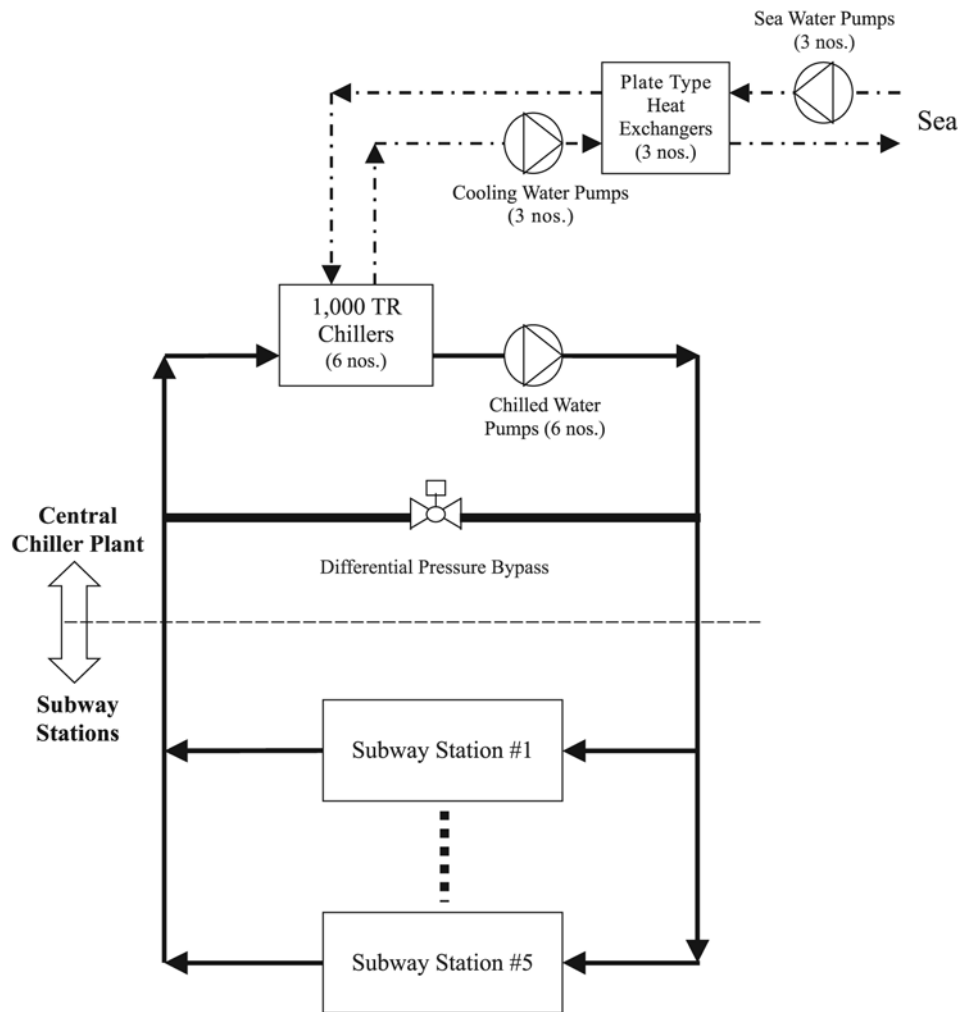 Sea Water Pumps
(3 nos.)
Plate Type
Heat
Exchangers
(3 nos.)
Sea
Cooling Water Pumps
(3 nos.)
1,000 TR
Chillers
(6 nos.)
Chilled Water
Pumps (6 nos.)
Central
Chiller Plant
Differential Pressure Bypass
Subway
Stations
Subway Station #1
Subway Station #5